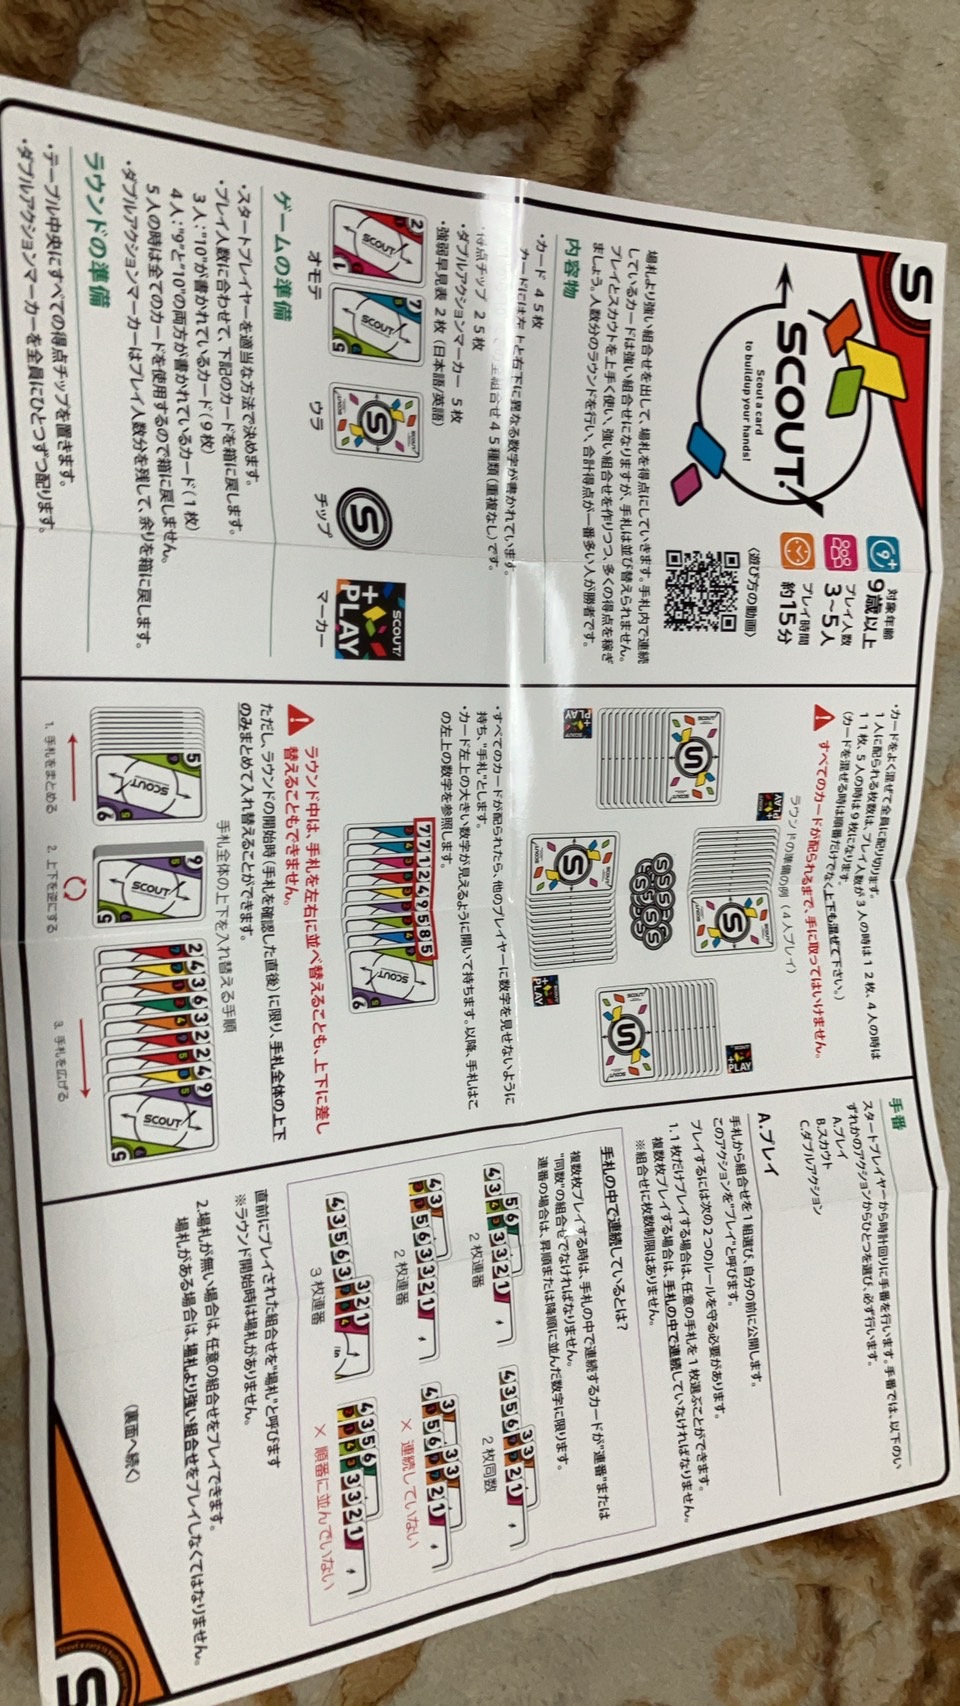 S
対象年齢
9歳以上
プレイ人数
3~5人
プレイ時間
約15分
SCOUT!
Scout a card
to buildup your hands!
〈遊び方の動画〉
場札より強い組合せを出して、場札を得点にしていきます。手札内で連続
しているカードは強い組合せになりますが、手札は並び替えられません。
プレイとスカウトを上手く使い、強い組合せを作りつつ、多くの得点を稼ぎ
ましょう。人数分のラウンドを行い、合計得点が一番多い人が勝者です。
内容物
・カード 45枚
カードには左上と右下に異なる数字が書かれています。
全組合せ45種類(重複なし)です。
・得点チップ 25枚
・ダブルアクションマーカー 5枚
・強弱早見表 2枚(日本語/英語)
オモテ
ウラ
チップ
マーカー
SCOUT!
+PLAY
ゲームの準備
・スタートプレイヤーを適当な方法で決めます。
・プレイ人数に合わせて、下記のカードを箱に戻します。
3人:"10"が書かれているカード(9枚)
4人:"9"と"10"の両方が書かれているカード(1枚)
5人の時は全てのカードを使用するので箱に戻しません。
・ダブルアクションマーカーはプレイ人数分を残して、余りを箱に戻します。
ラウンドの準備
・テーブル中央にすべての得点チップを置きます。
・ダブルアクションマーカーを全員にひとつずつ配ります。
・カードをよく混ぜて全員に配り切ります。
1人に配られる枚数は、プレイ人数が3人の時は12枚、4人の時は
11枚、5人の時は9枚になります。
(カードを混ぜる時は順番だけでなく上下も混ぜて下さい。)
すべてのカードが配られるまで、手に取ってはいけません。
ラウンドの準備の例(4人プレイ)
・すべてのカードが配られたら、他のプレイヤーに数字を見せないように
持ち、"手札"とします。
・カード左上の大きい数字が見えるように開いて持ちます。以降、手札はこ
の左上の数字を参照します。
7 7 1 2 4 9 5 8 5
ラウンド中は、手札を左右に並べ替えることも、上下に差し
替えることもできません。
ただし、ラウンドの開始時(手札を確認した直後)に限り、手札全体の上下
のみまとめて入れ替えることができます。
手札全体の上下を入れ替える手順
5
9
2 4 3 6 3 2 2 4 9
1. 手札をまとめる
2. 上下を逆にする
3. 手札を広げる
手番
スタートプレイヤーから時計回りに手番を行います。手番では、以下のい
ずれかのアクションからひとつを選び、必ず行います。
A.プレイ
B.スカウト
C.ダブルアクション
A.プレイ
手札から組合せを1組選び、自分の前に公開します。
このアクションを"プレイ"と呼びます。
プレイするには次の2つのルールを守る必要があります。
1.1枚だけプレイする場合は、任意の手札を1枚選ぶことができます。
複数枚プレイする場合は、手札の中で連続していなければなりません。
※組合せに枚数制限はありません。
手札の中で連続しているとは?
複数枚プレイする時は、手札の中で連続するカードが"連番"または
"同数"の組合せでなければなりません。
連番の場合は、昇順または降順に並んだ数字に限ります。
2枚連番
2枚同数
2枚連番
× 連続していない
3枚連番
× 順番に並んでいない
直前にプレイされた組合せを"場札"と呼びます
※ラウンド開始時は場札がありません。
2.場札が無い場合は、任意の組合せをプレイできます。
場札がある場合は、場札より強い組合せをプレイしなくてはなりません。
(裏面へ続く)
S